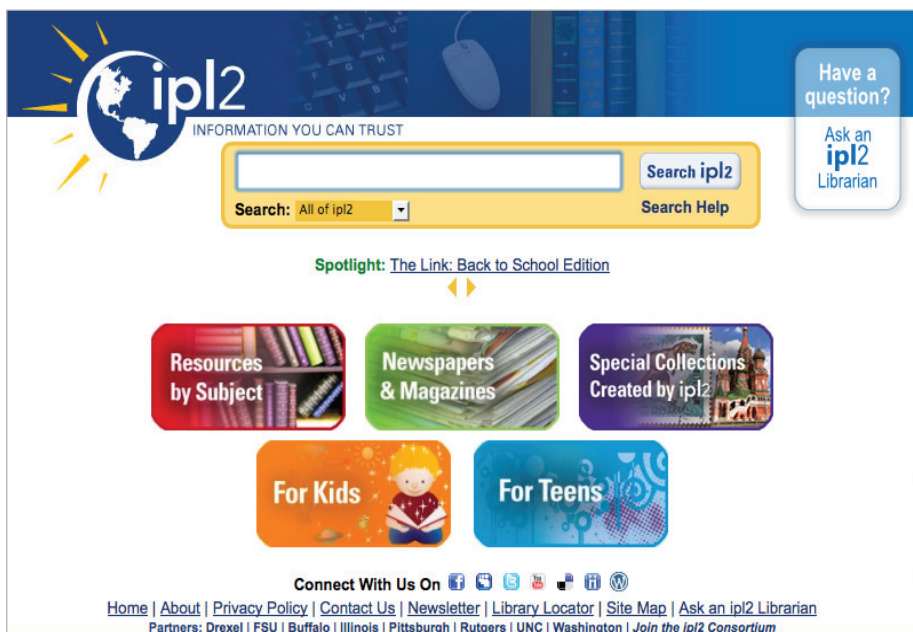 ipl2
INFORMATION YOU CAN TRUST
Have a
question?
Ask an
ipl2
Librarian
Search ipl2
Search: All of ipl2
Search Help
Spotlight: The Link: Back to School Edition
Resources
by Subject
Newspapers
& Magazines
Special Collections
Created by ipl2
For Kids
For Teens
Connect With Us On
Home | About | Privacy Policy | Contact Us | Newsletter | Library Locator | Site Map | Ask an ipl2 Librarian
Partners: Drexel | FSU | Buffalo | Illinois | Pittsburgh | Rutgers | UNC | Washington | Join the ipl2 Consortium